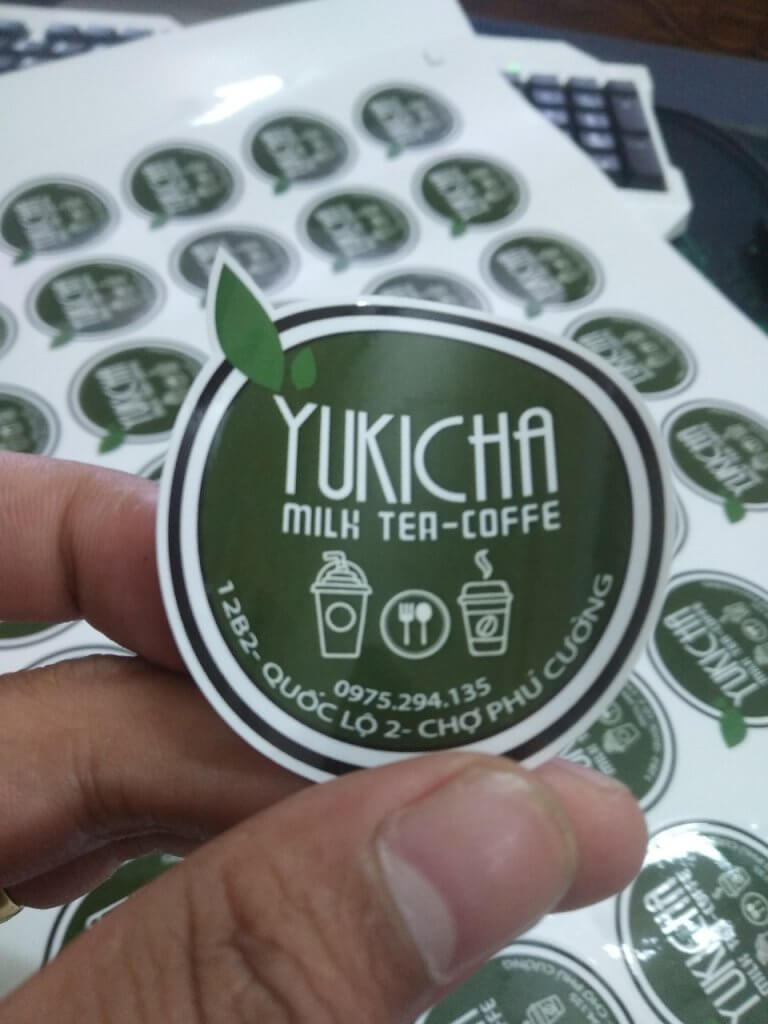 YUKICHA
MILK TEA-COFFE
0975.294.135
12B2- QUỐC LỘ 2- CHỢ PHÚ CƯỜNG